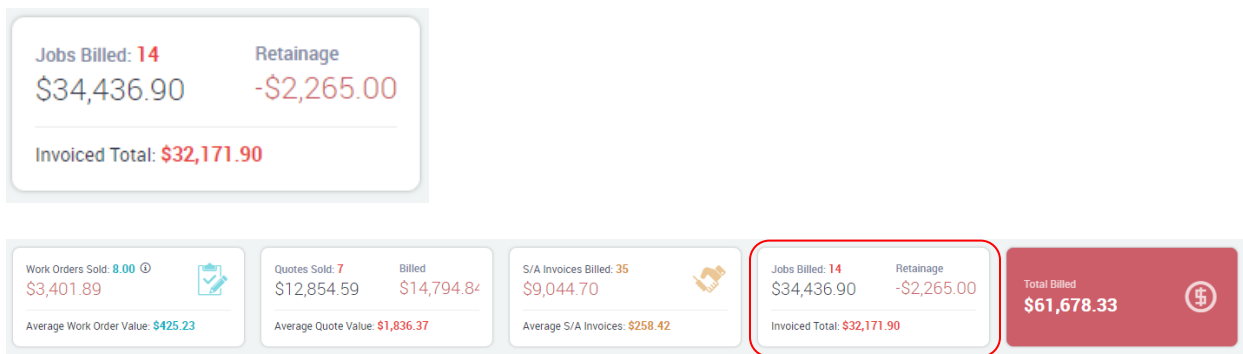 Jobs Billed: 14 Retainage
$34,436.90 -$2,265.00
Invoiced Total: $32,171.90
Work Orders Sold: 8.00
$3,401.89
Average Work Order Value: $425.23
Quotes Sold: 7 Billed
$12,854.59 $14,794.84
Average Quote Value: $1,836.37
S/A Invoices Billed: 35
$9,044.70
Average S/A Invoices: $258.42
Jobs Billed: 14 Retainage
$34,436.90 -$2,265.00
Invoiced Total: $32,171.90
Total Billed
$61,678.33